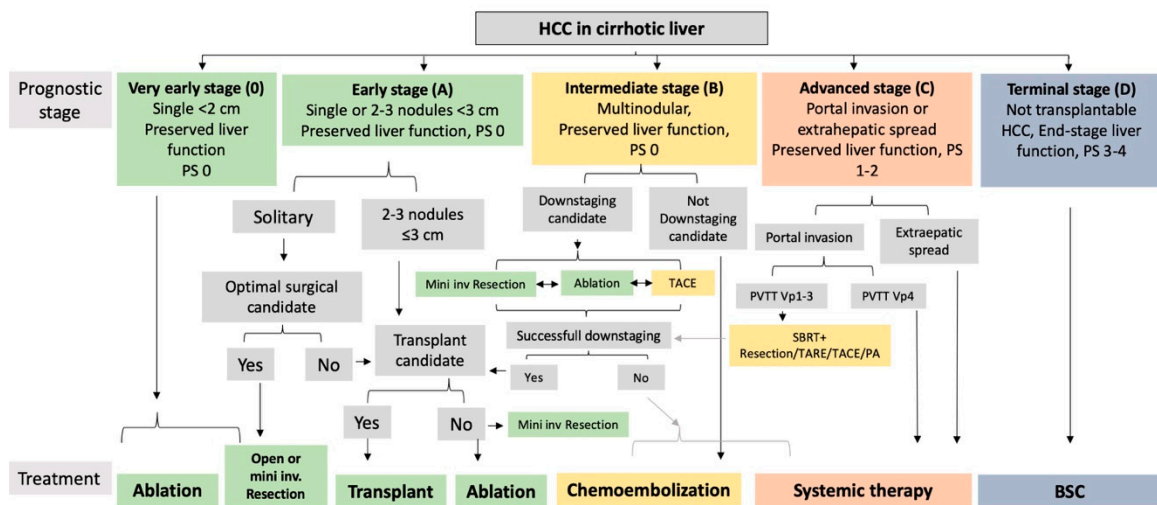 HCC in cirrhotic liver
Prognostic
stage
Very early stage (0)
Single <2 cm
Preserved liver
function
PS 0
Early stage (A)
Single or 2-3 nodules <3 cm
Preserved liver function, PS 0
Intermediate stage (B)
Multinodular,
Preserved liver function,
PS 0
Advanced stage (C)
Portal invasion or
extrahepatic spread
Preserved liver function, PS
1-2
Terminal stage (D)
Not transplantable
HCC, End-stage liver
function, PS 3-4
Solitary
2-3 nodules
≤3 cm
Downstaging
candidate
Not
Downstaging
candidate
Portal invasion
Extraepatic
spread
Optimal surgical
candidate
Mini inv Resection
Ablation
TACE
PVTT Vp1-3
PVTT Vp4
Transplant
candidate
Successfull downstaging
SBRT+
Resection/TARE/TACE/PA
Yes
No
Yes
No
Yes
No
Mini inv Resection
Treatment
Ablation
Open or
mini inv.
Resection
Transplant
Ablation
Chemoembolization
Systemic therapy
BSC